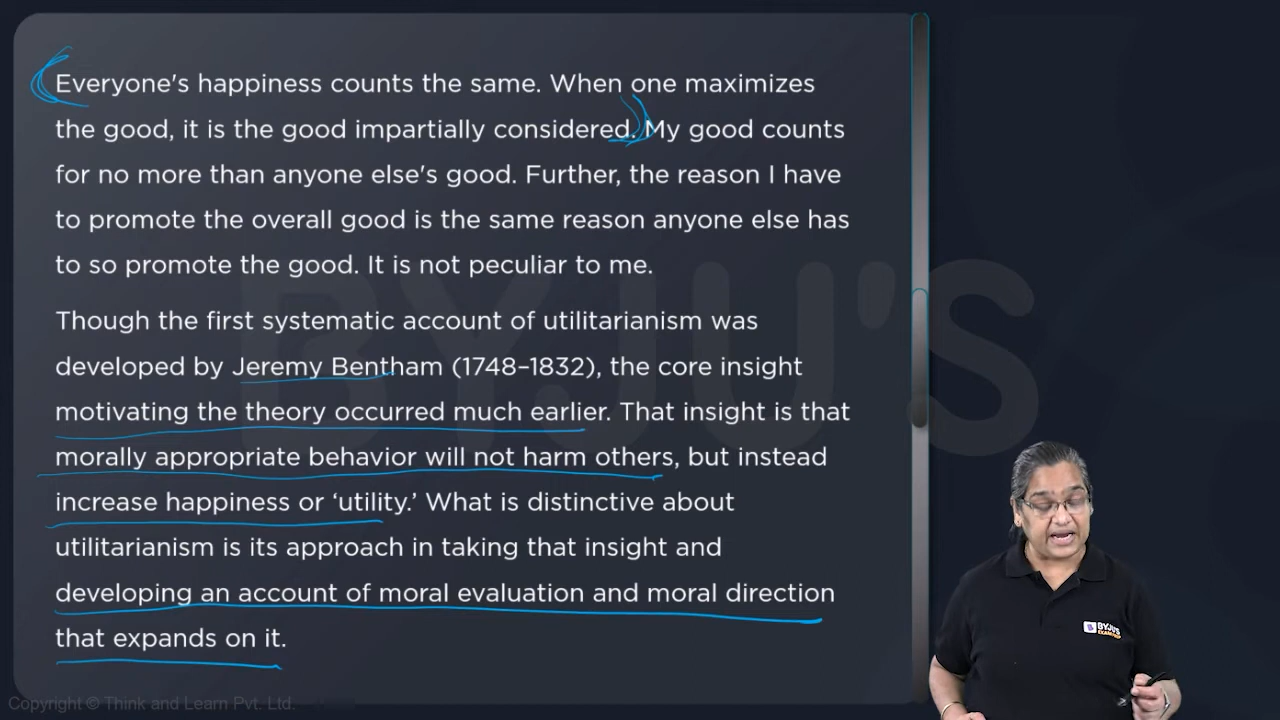 Everyone's happiness counts the same. When one maximizes
the good, it is the good impartially considered. My good counts
for no more than anyone else's good. Further, the reason I have
to promote the overall good is the same reason anyone else has
to so promote the good. It is not peculiar to me.
Though the first systematic account of utilitarianism was
developed by Jeremy Bentham (1748–1832), the core insight
motivating the theory occurred much earlier. That insight is that
morally appropriate behavior will not harm others, but instead
increase happiness or ‘utility.’ What is distinctive about
utilitarianism is its approach in taking that insight and
developing an account of moral evaluation and moral direction
that expands on it.
BYJU'S
BYJU'S
Copyright © Think and Learn Pvt. Ltd.